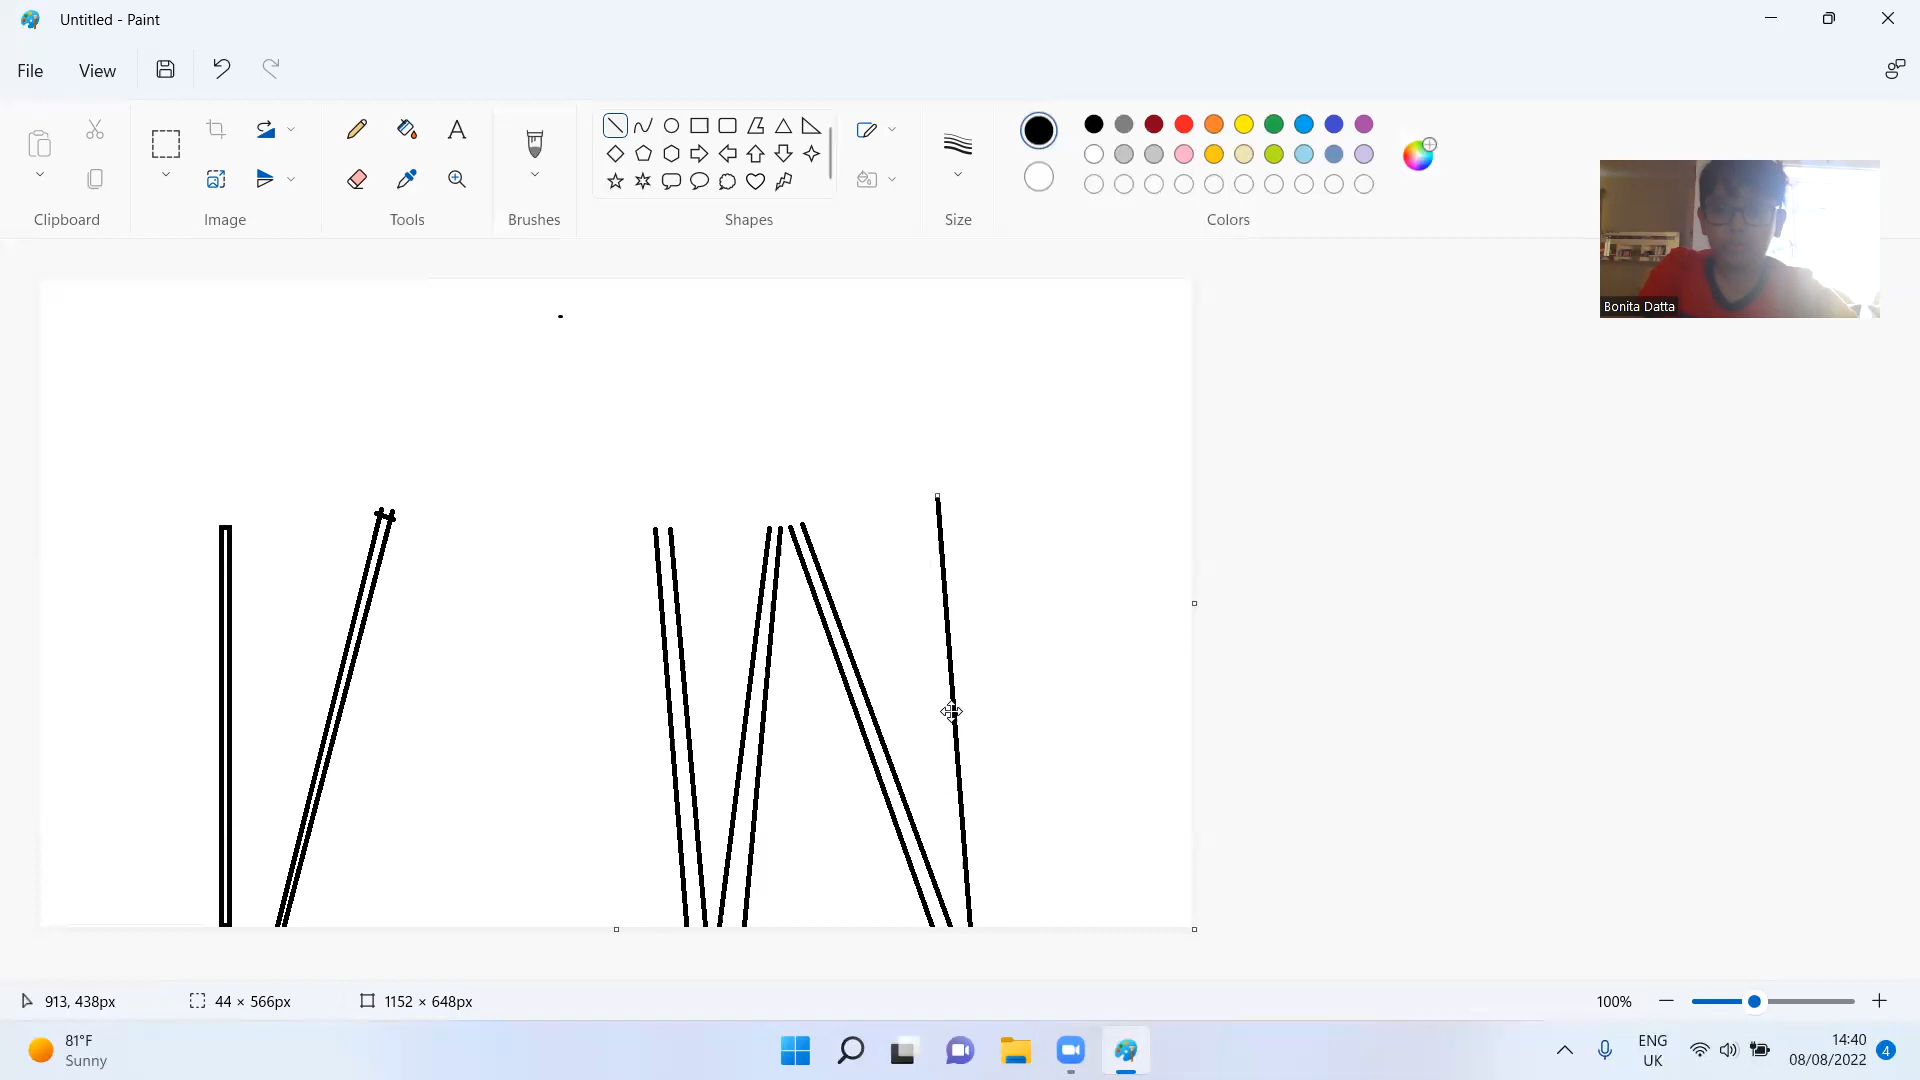 Untitled - Paint
File
View
Clipboard
Image
Tools
Brushes
Shapes
Size
Colors
Bonita Datta
913, 438px
44 × 566px
1152 × 648px
100%
81°F
Sunny
ENG
UK
14:40
08/08/2022
4